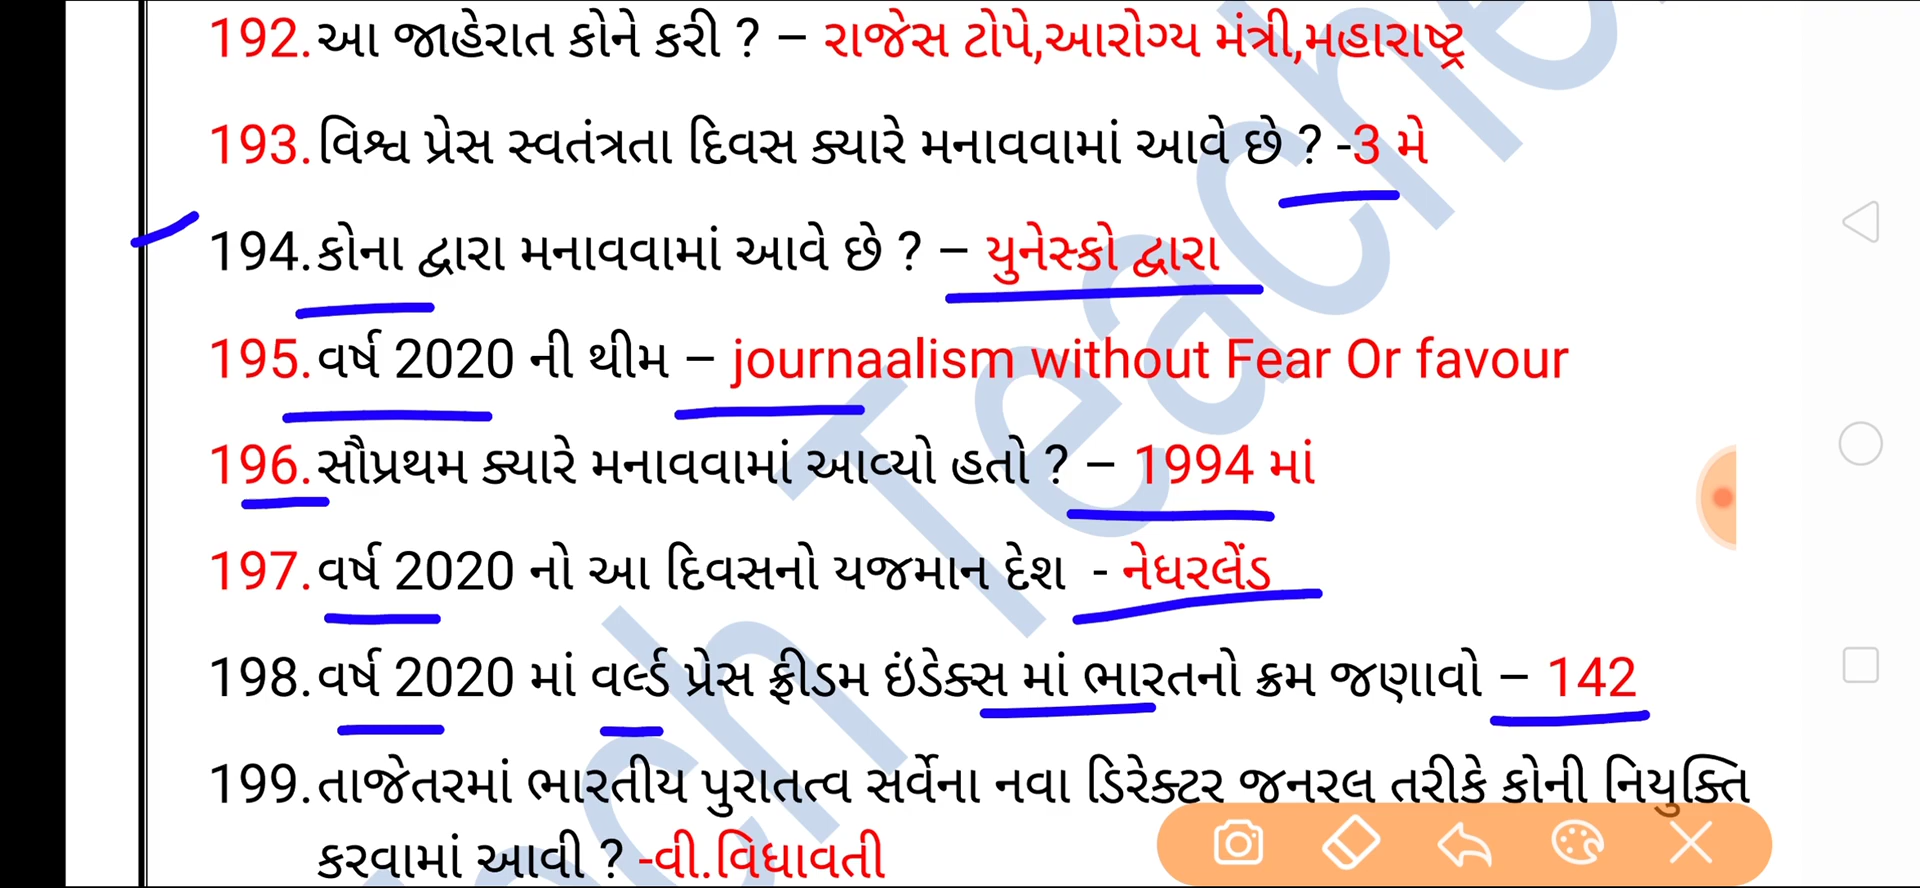 192.આ જાહેરાત કોને કરી ? – રાજેસ ટોપે,આરોગ્ય મંત્રી,મહારાષ્ટ્ર
193.વિશ્વ પ્રેસ સ્વતંત્રતા દિવસ ક્યારે મનાવવામાં આવે છે ? -3 મે
194.કોના દ્વારા મનાવવામાં આવે છે ? – યુનેસ્કો દ્વારા
195.વર્ષ 2020 ની થીમ – journaalism without Fear Or favour
196.સૌપ્રથમ ક્યારે મનાવવામાં આવ્યો હતો ? – 1994 માં
197.વર્ષ 2020 નો આ દિવસનો યજમાન દેશ - નેધરલેંડ
198.વર્ષ 2020 માં વર્લ્ડ પ્રેસ ફ્રીડમ ઇંડેક્સ માં ભારતનો ક્રમ જણાવો – 142
199.તાજેતરમાં ભારતીય પુરાતત્વ સર્વેના નવા ડિરેક્ટર જનરલ તરીકે કોની નિયુક્તિ
કરવામાં આવી ? -વી.વિધાવતી